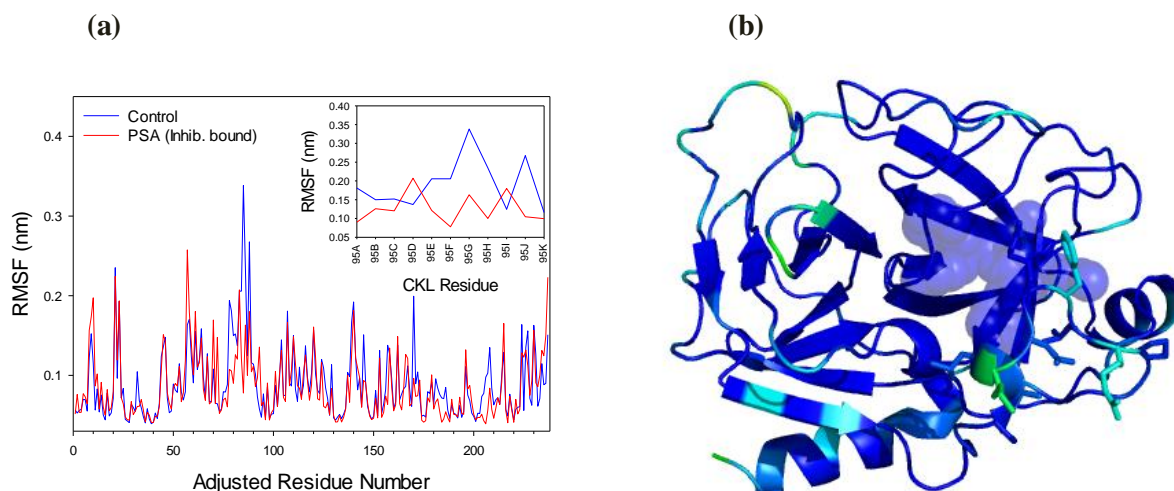 (a)
(b)
Control
PSA (Inhib. bound)
RMSF (nm)
0.4
0.3
0.2
0.1
0
50
100
150
200
Adjusted Residue Number
RMSF (nm)
0.40
0.35
0.30
0.25
0.20
0.15
0.10
0.05
95A
95B
95C
95D
95E
95F
95G
95H
95I
95J
95K
CKL Residue